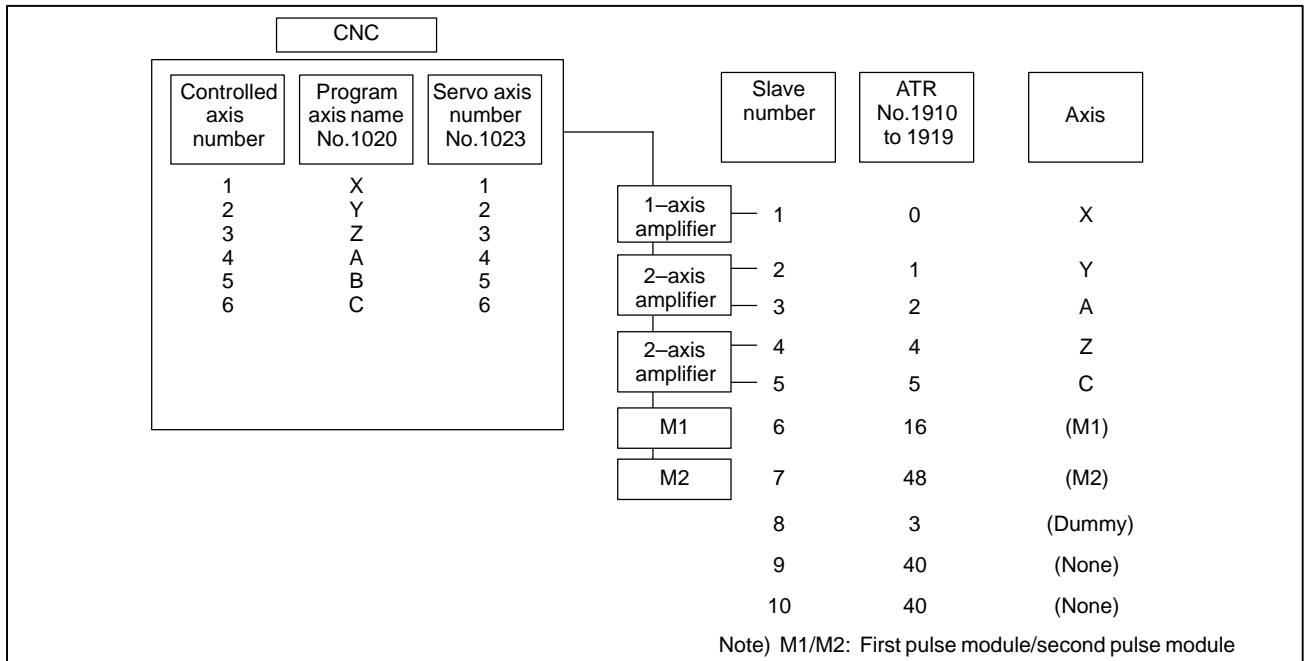 CNC
Controlled
axis
number
Program
axis name
No.1020
Servo axis
number
No.1023
1 X 1
2 Y 2
3 Z 3
4 A 4
5 B 5
6 C 6
Slave
number
ATR
No.1910
to 1919
Axis
1–axis
amplifier
1 0 X
2–axis
amplifier
2 1 Y
3 2 A
2–axis
amplifier
4 4 Z
5 5 C
M1 6 16 (M1)
M2 7 48 (M2)
8 3 (Dummy)
9 40 (None)
10 40 (None)
Note) M1/M2: First pulse module/second pulse module